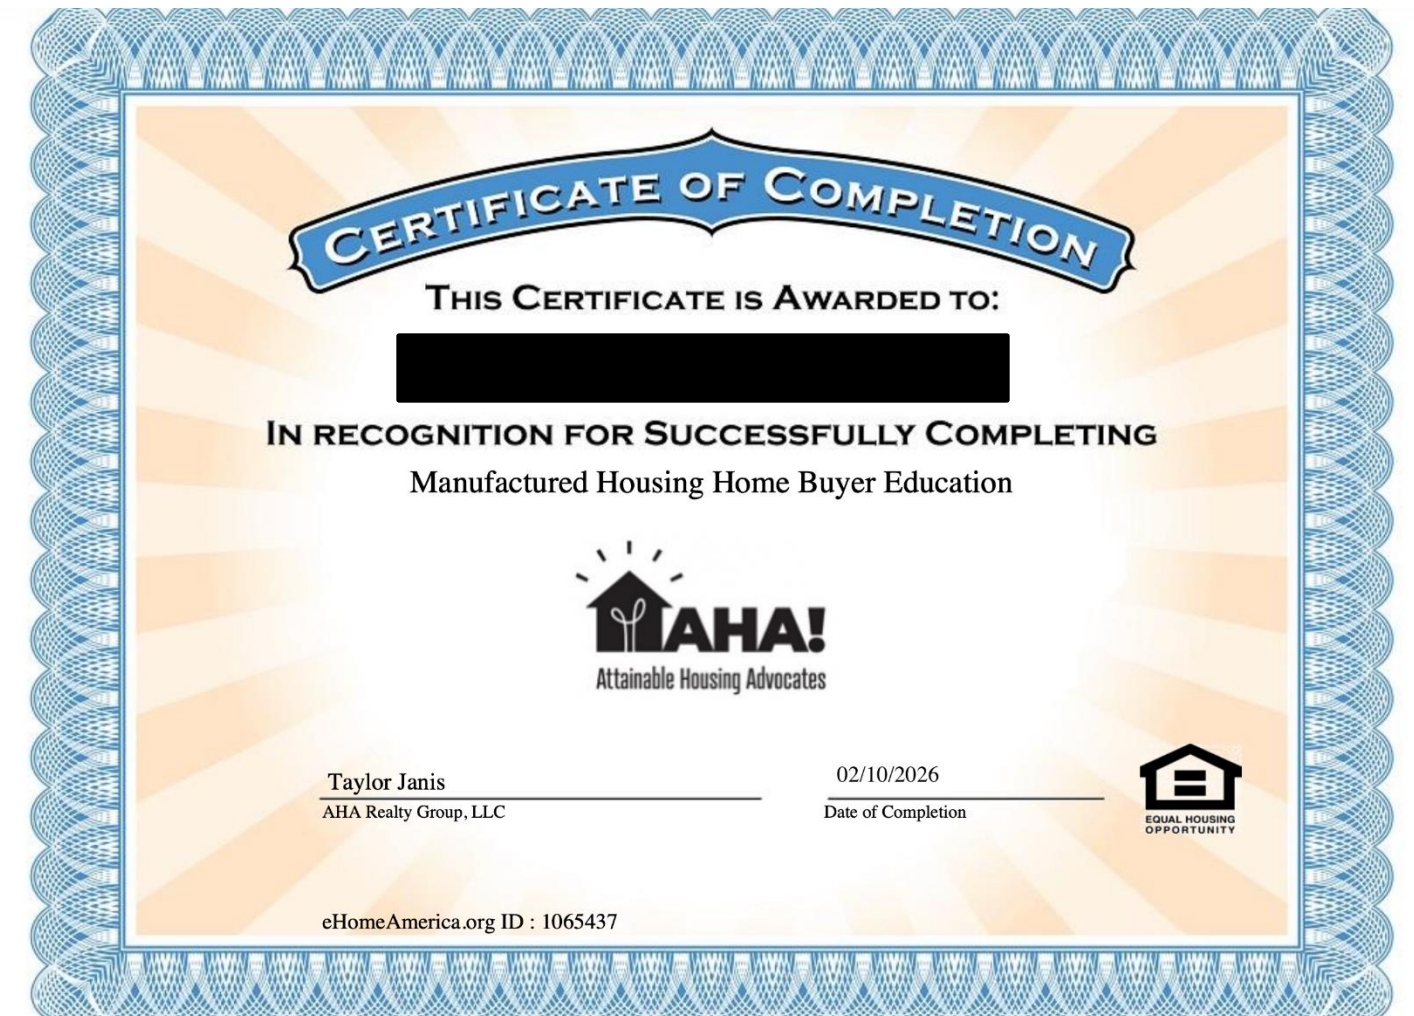 CERTIFICATE OF COMPLETION
THIS CERTIFICATE IS AWARDED TO:
IN RECOGNITION FOR SUCCESSFULLY COMPLETING
Manufactured Housing Home Buyer Education
AHA!
Attainable Housing Advocates
Taylor Janis
AHA Realty Group, LLC
02/10/2026
Date of Completion
EQUAL HOUSING
OPPORTUNITY
eHomeAmerica.org ID : 1065437